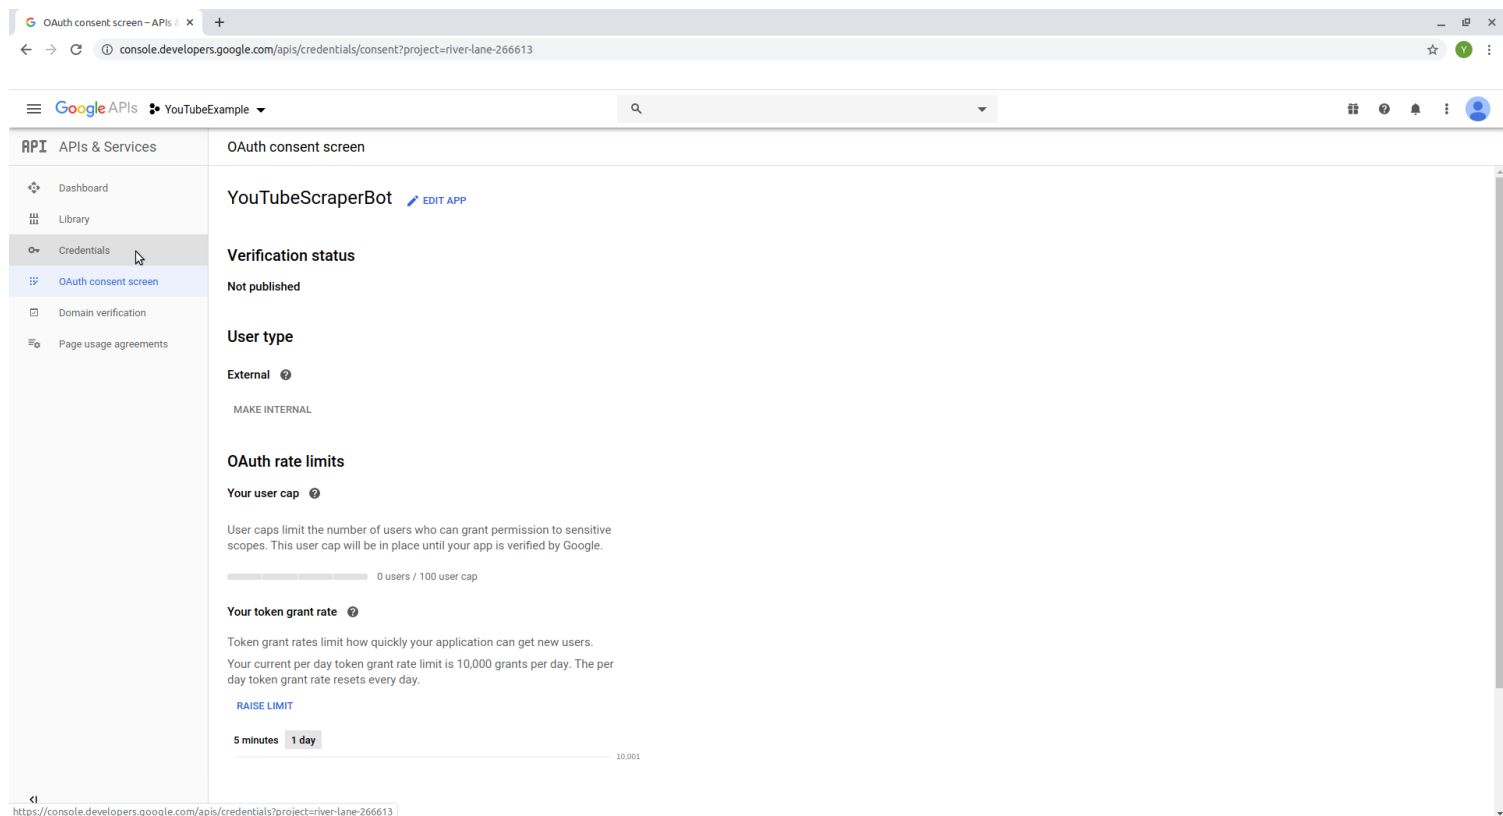 OAuth consent screen – APIs &
console.developers.google.com/apis/credentials/consent?project=river-lane-266613
Y
Google APIs YouTubeExample
API APIs & Services
OAuth consent screen
Dashboard
Library
Credentials
OAuth consent screen
Domain verification
Page usage agreements
YouTubeScraperBot EDIT APP
Verification status
Not published
User type
External
MAKE INTERNAL
OAuth rate limits
Your user cap
User caps limit the number of users who can grant permission to sensitive
scopes. This user cap will be in place until your app is verified by Google.
0 users / 100 user cap
Your token grant rate
Token grant rates limit how quickly your application can get new users.
Your current per day token grant rate limit is 10,000 grants per day. The per
day token grant rate resets every day.
RAISE LIMIT
5 minutes 1 day
10,001
https://console.developers.google.com/apis/credentials?project=river-lane-266613